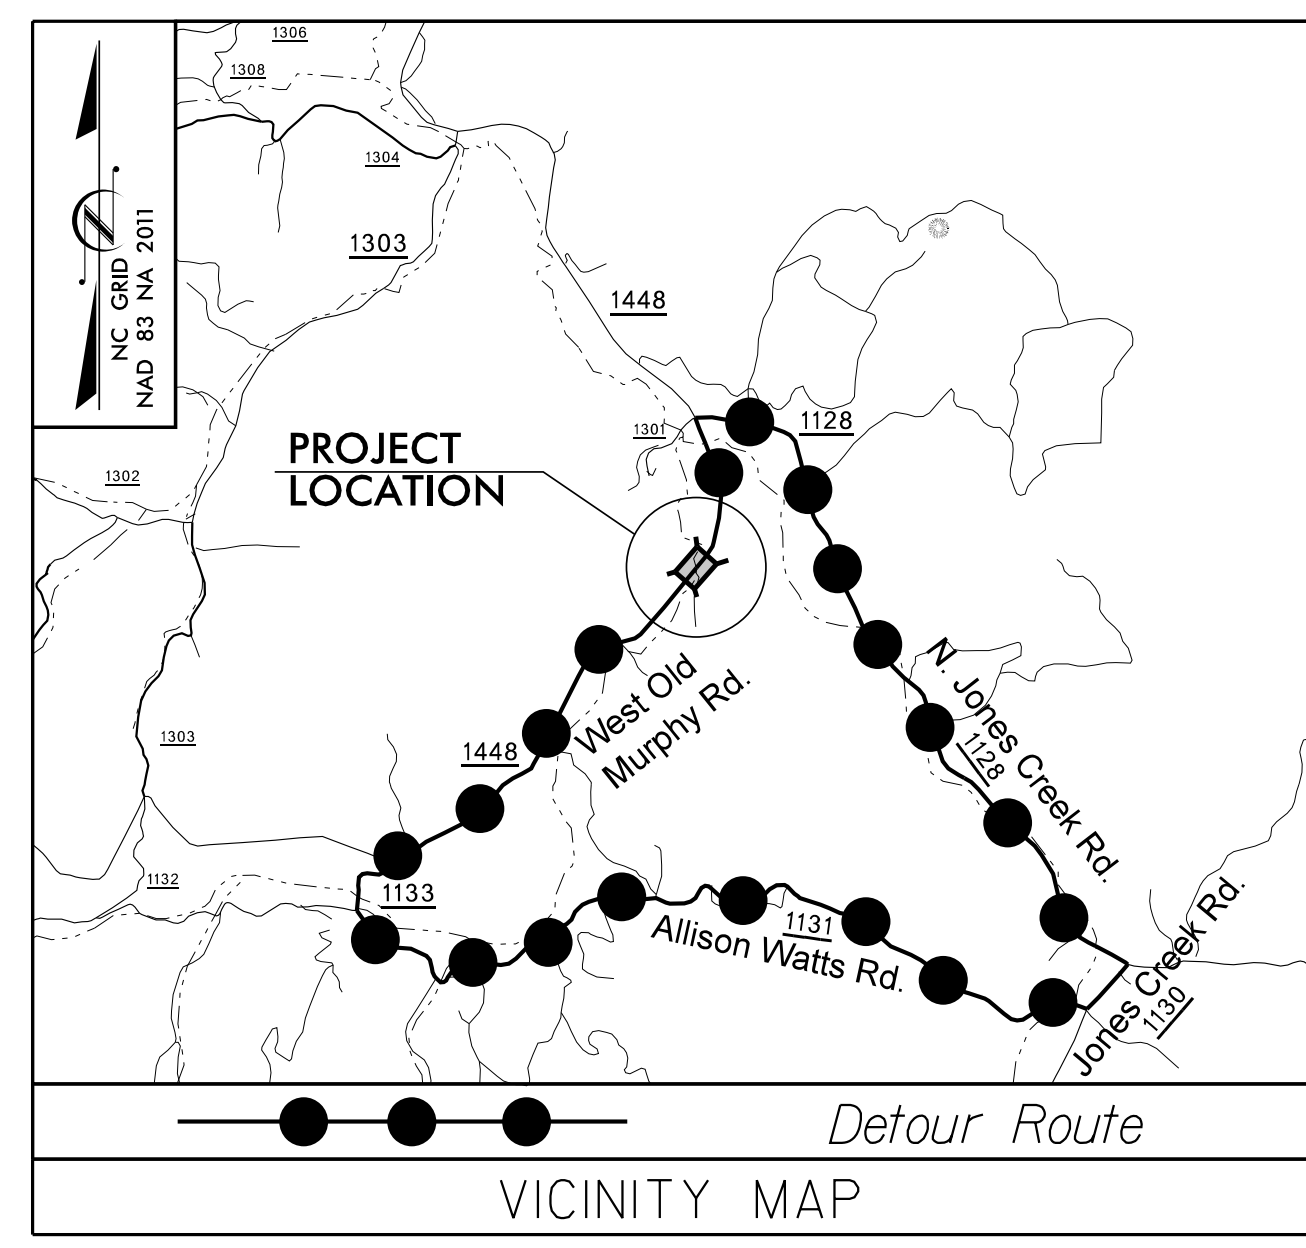 1306
1308
1304
1303
NC GRID
NAD 83 NA 2011
1448
1128
1301
PROJECT
LOCATION
1302
West Old
Murphy Rd.
N. Jones Creek Rd.
1128
1303
1448
1132
1133
1131
Allison Watts Rd.
Jones Creek Rd.
1130
Detour Route
VICINITY MAP